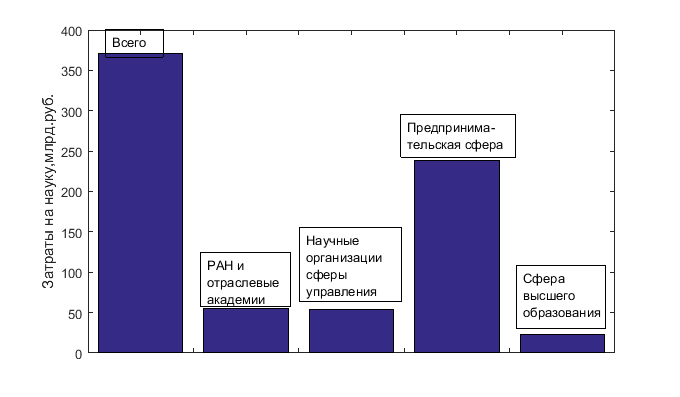 400
350
300
250
200
150
100
50
0
Затраты на науку,млрд.руб.
Всего
РАН и
отраслевые
академии
Научные
организации
сферы
управления
Предпринима-
тельская сфера
Сфера
высшего
образования